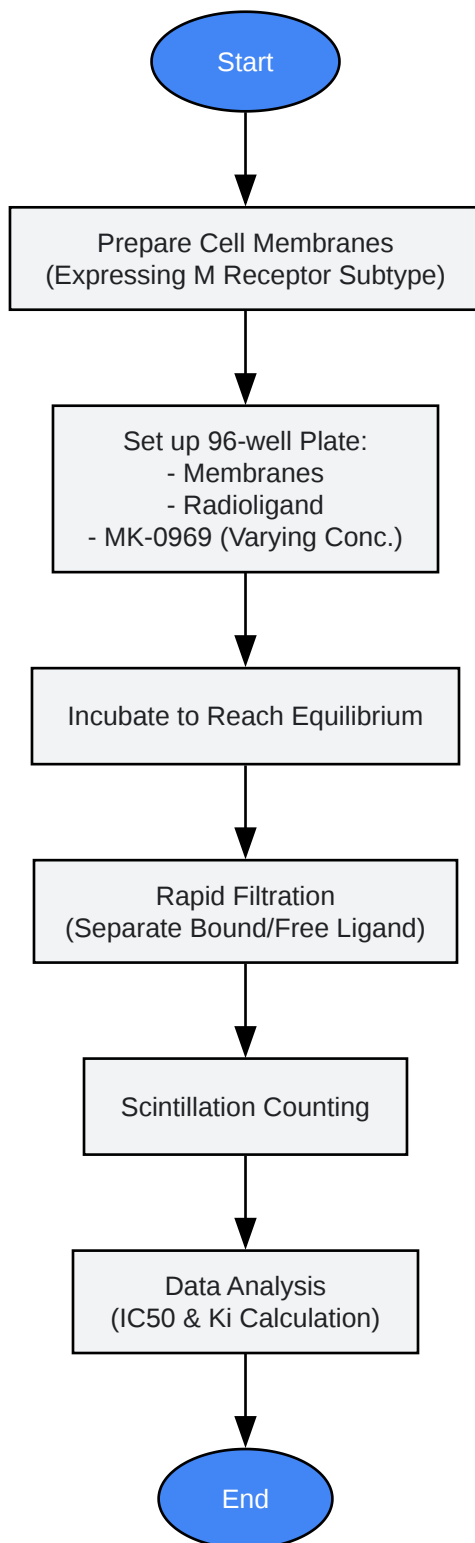 Start
Prepare Cell Membranes
(Expressing M Receptor Subtype)
Set up 96-well Plate:
- Membranes
- Radioligand
- MK-0969 (Varying Conc.)
Incubate to Reach Equilibrium
Rapid Filtration
(Separate Bound/Free Ligand)
Scintillation Counting
Data Analysis
(IC50 & Ki Calculation)
End